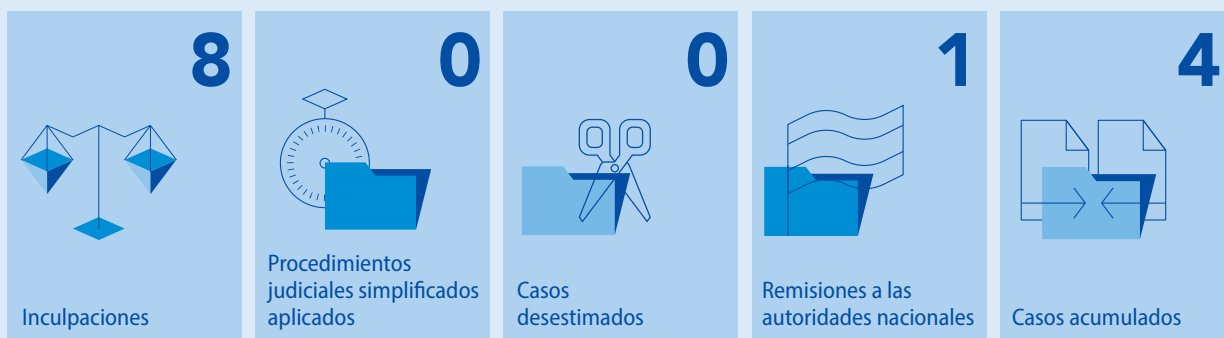 8
Inculpaciones
0
Procedimientos
judiciales simplificados
aplicados
0
Casos
desestimados
1
Remisiones a las
autoridades nacionales
4
Casos acumulados